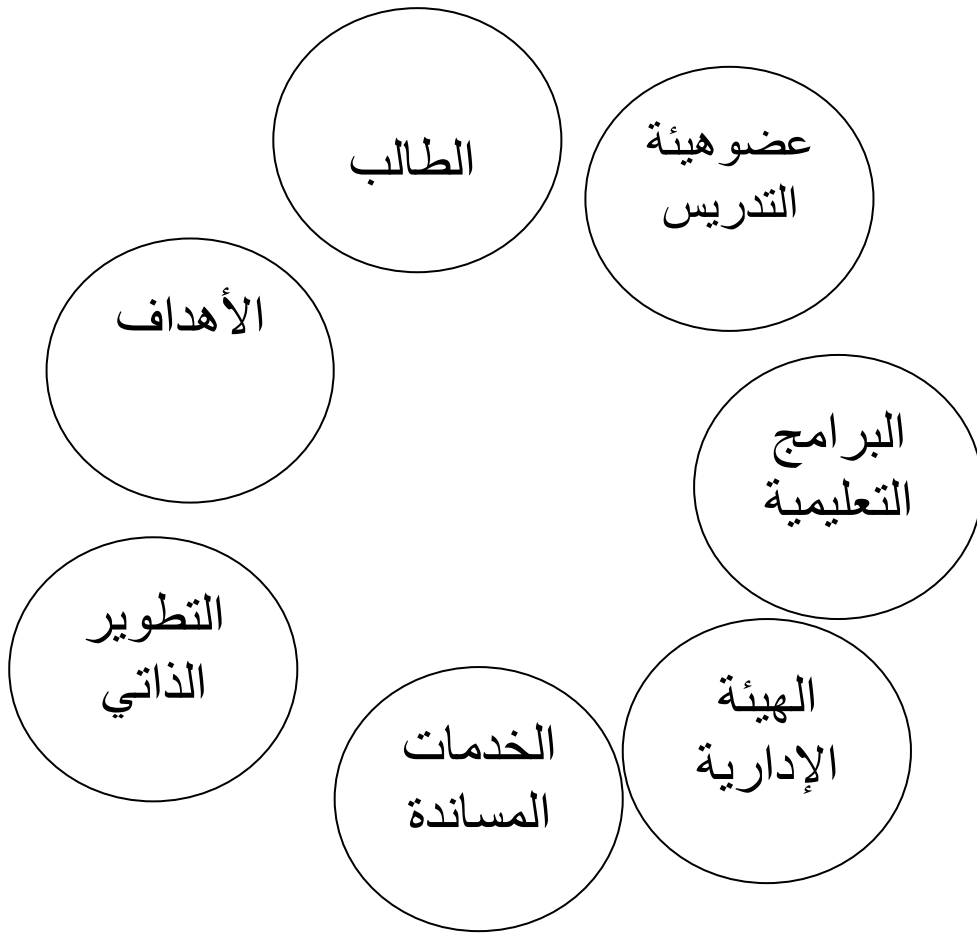 الطالب
عضو هيئة
التدريس
الأهداف
البرامج
التعليمية
التطوير
الذاتي
الهيئة
الإدارية
الخدمات
المساندة